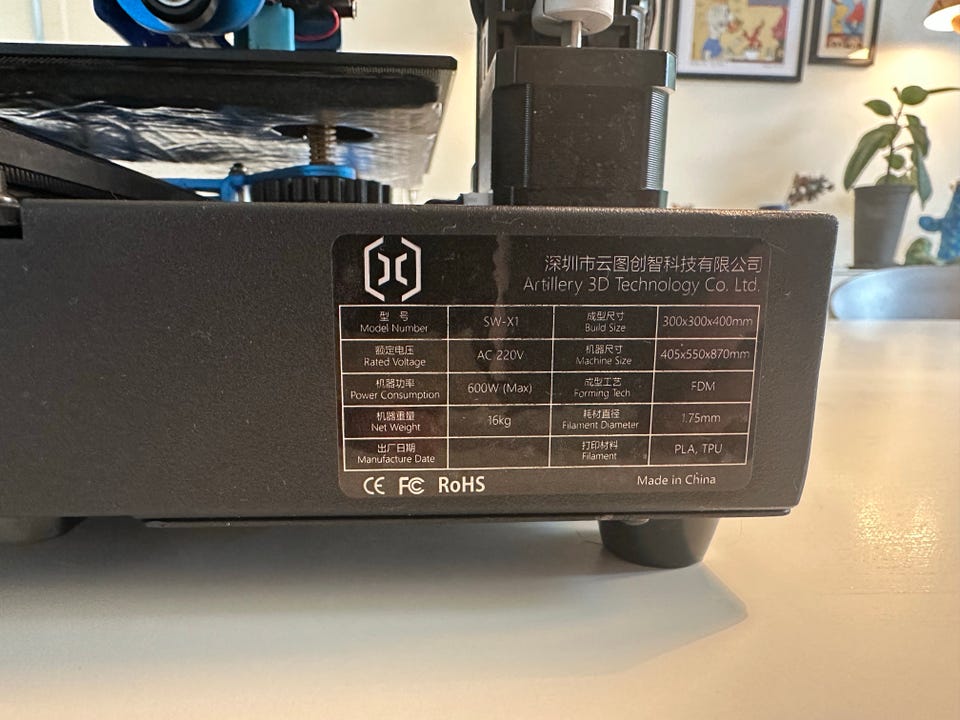 深圳市云图创智科技有限公司
Artillery 3D Technology Co. Ltd.
型 号 SW-X1 成型尺寸 300x300x400mm
Model Number Build Size
额定电压 AC 220V 机器尺寸 405x550x870mm
Rated Voltage Machine Size
机器功率 600W (Max) 成型工艺 FDM
Power Consumption Forming Tech
机器重量 16kg 耗材直径 1.75mm
Net Weight Filament Diameter
出厂日期 打印材料 PLA, TPU
Manufacture Date Filament
CE FC RoHS Made in China